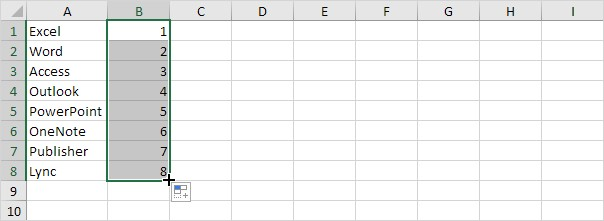 A B C D E F G H I
1 Excel 1
2 Word 2
3 Access 3
4 Outlook 4
5 PowerPoint 5
6 OneNote 6
7 Publisher 7
8 Lync 8
9
10